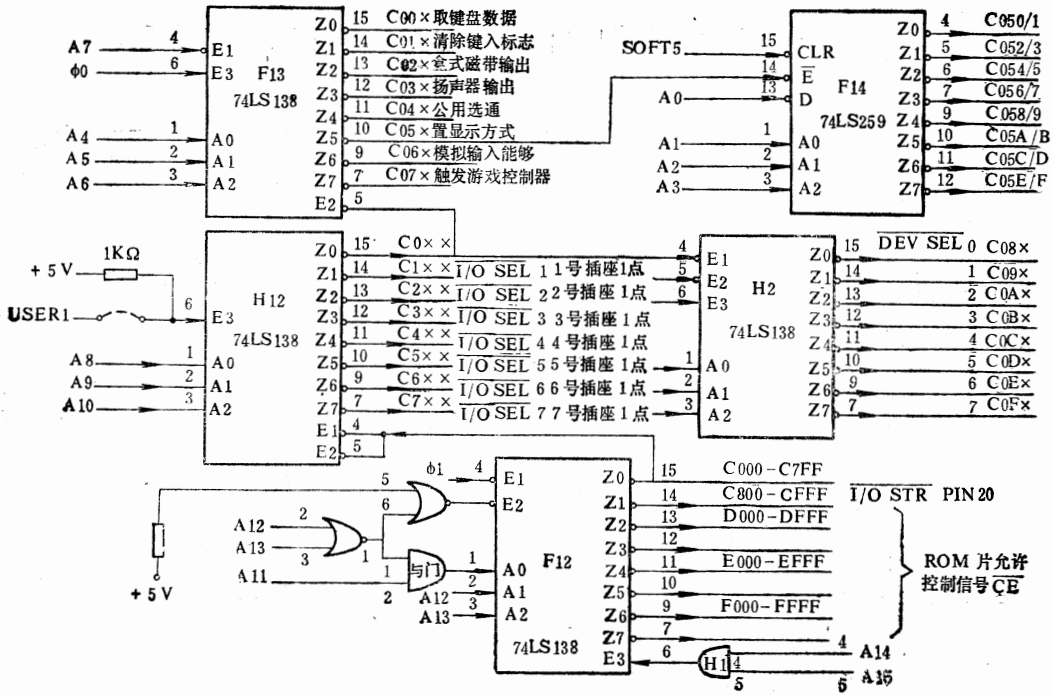 A7 4 E1
ϕ0 6 E3
F13
74LS138
A4 1 A0
A5 2 A1
A6 3 A2
Z0 15 C00×取键盘数据
Z1 14 C01×清除键入标志
Z2 13 C02×盒式磁带输出
Z3 12 C03×扬声器输出
Z4 11 C04×公用选通
Z5 10 C05×置显示方式
Z6 9 C06×模拟输入能够
Z7 7 C07×触发游戏控制器
E2 5
SOFT5 15 CLR
14 E
A0 13 D
F14
74LS259
A1 1 A0
A2 2 A1
A3 3 A2
Z0 4 C050/1
Z1 5 C052/3
Z2 6 C054/5
Z3 7 C056/7
Z4 9 C058/9
Z5 10 C05A/B
Z6 11 C05C/D
Z7 12 C05E/F
1KΩ
+5V
USER1 6 E3
H12
74LS138
A8 1 A0
A9 2 A1
A10 3 A2
Z0 15 C0××
Z1 14 C1×× I/O SEL 1 1号插座1点
Z2 13 C2×× I/O SEL 2 2号插座1点
Z3 12 C3×× I/O SEL 3 3号插座1点
Z4 11 C4×× I/O SEL 4 4号插座1点
Z5 10 C5×× I/O SEL 5 5号插座1点
Z6 9 C6×× I/O SEL 6 6号插座1点
Z7 7 C7×× I/O SEL 7 7号插座1点
E1 4
E2 5
4 E1
5 E2
6 E3
H2
74LS138
1 A0
2 A1
3 A2
Z0 15 DEV SEL 0 C08×
Z1 14 1 C09×
Z2 13 2 C0A×
Z3 12 3 C0B×
Z4 11 4 C0C×
Z5 10 5 C0D×
Z6 9 6 C0E×
Z7 7 7 C0F×
ϕ1 4 E1
5 6 E2
A12 2
A13 3
1
A11 1 2 与门
+5V
F12
74LS138
1 A0
A12 2 A1
A13 3 A2
Z0 15 C000-C7FF
Z1 14 C800-CFFF I/O STR PIN20
Z2 13 D000-DFFF
Z3 12
Z4 11 E000-EFFF
Z5 10
Z6 9 F000-FFFF
Z7 7
E3 6 H1 4 4 A14
5 5 A15
ROM 片允许
控制信号CE